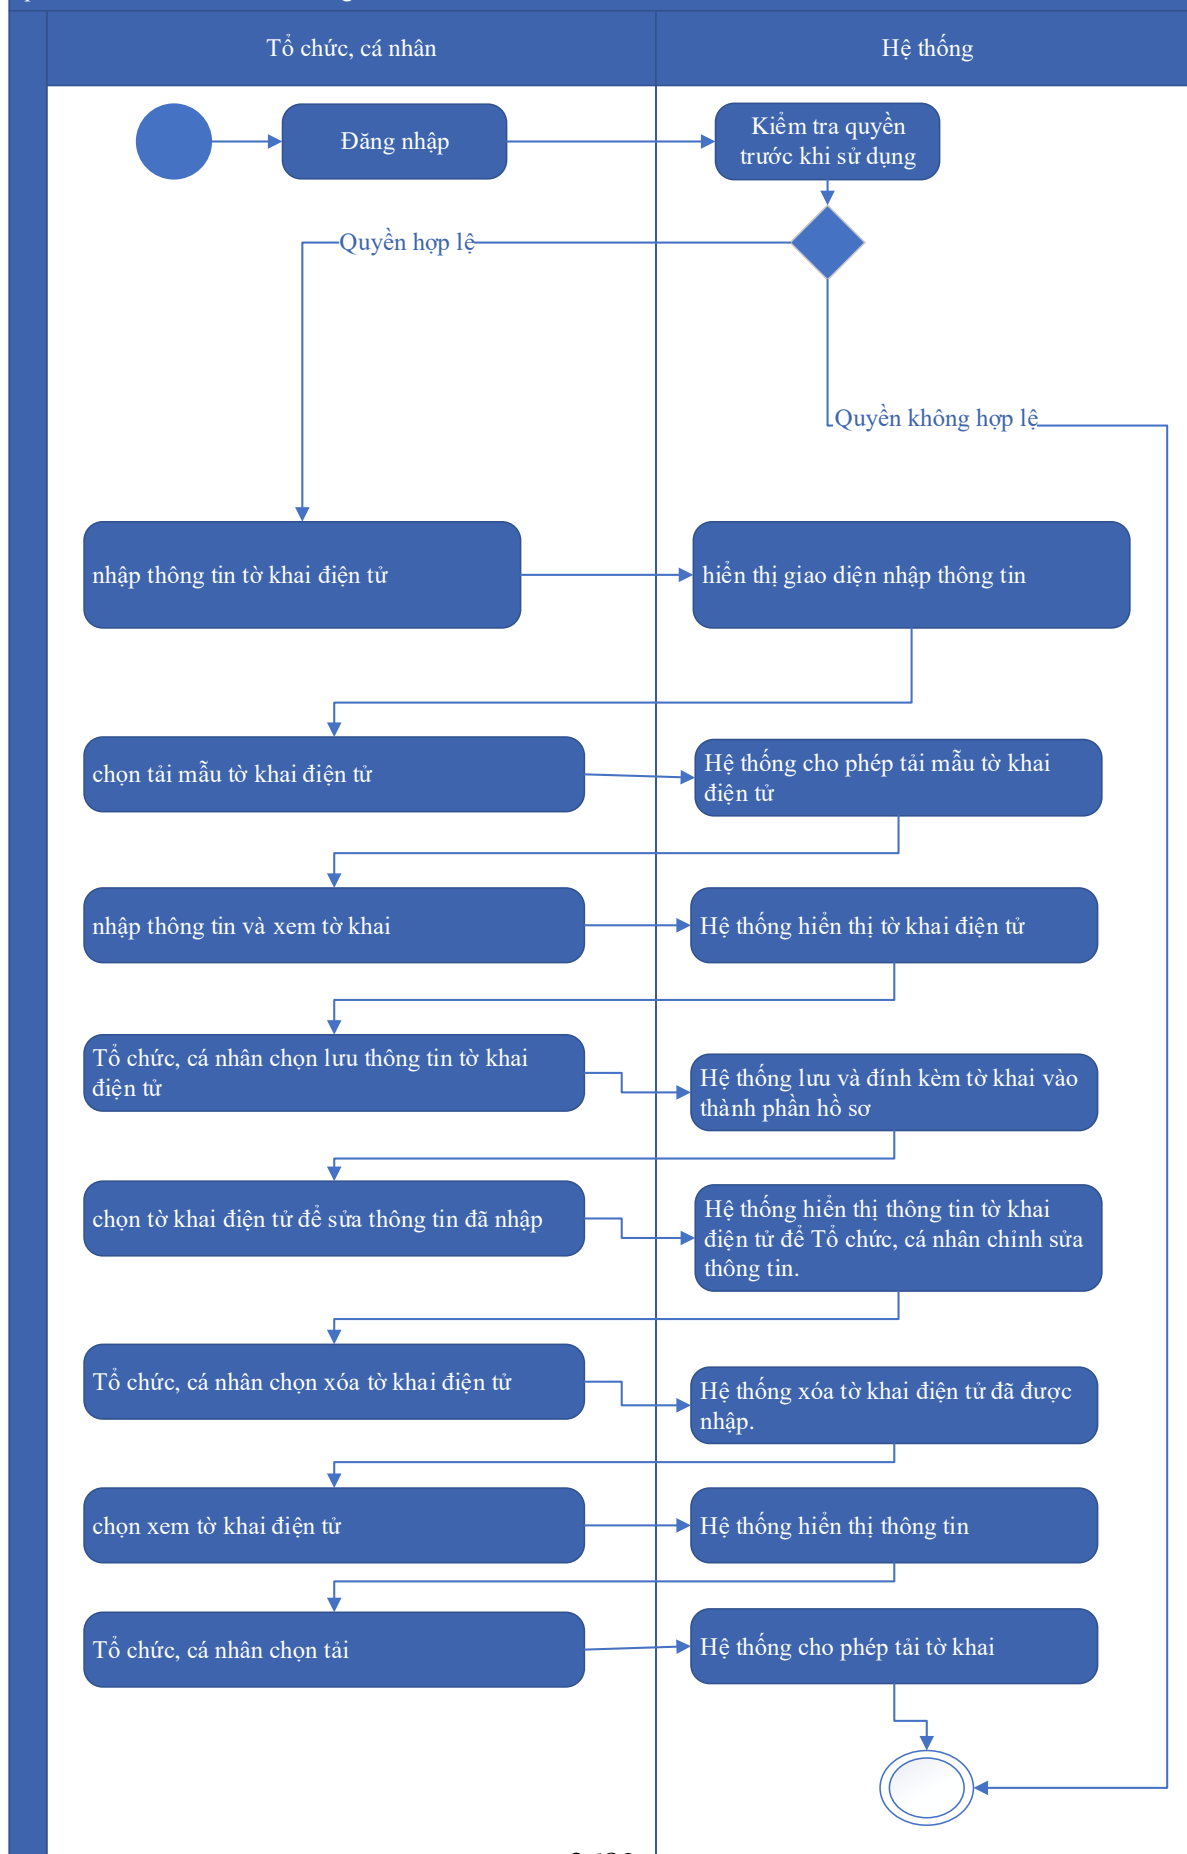 Tổ chức, cá nhân
Hệ thống
Đăng nhập
Kiểm tra quyền
trước khi sử dụng
Quyền hợp lệ
Quyền không hợp lệ
nhập thông tin tờ khai điện tử
hiển thị giao diện nhập thông tin
chọn tải mẫu tờ khai điện tử
Hệ thống cho phép tải mẫu tờ khai
điện tử
nhập thông tin và xem tờ khai
Hệ thống hiển thị tờ khai điện tử
Tổ chức, cá nhân chọn lưu thông tin tờ khai
điện tử
Hệ thống lưu và đính kèm tờ khai vào
thành phần hồ sơ
chọn tờ khai điện tử để sửa thông tin đã nhập
Hệ thống hiển thị thông tin tờ khai
điện tử để Tổ chức, cá nhân chỉnh sửa
thông tin.
Tổ chức, cá nhân chọn xóa tờ khai điện tử
Hệ thống xóa tờ khai điện tử đã được
nhập.
chọn xem tờ khai điện tử
Hệ thống hiển thị thông tin
Tổ chức, cá nhân chọn tải
Hệ thống cho phép tải tờ khai